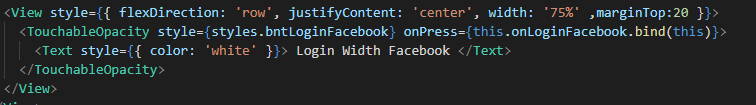 <View style={{ flexDirection: 'row', justifyContent: 'center', width: '75%' ,marginTop:20 }}>
<TouchableOpacity style={styles.bntLoginFacebook} onPress={this.onLoginFacebook.bind(this)}>
<Text style={{ color: 'white' }}> Login Width Facebook </Text>
</TouchableOpacity>
</View>